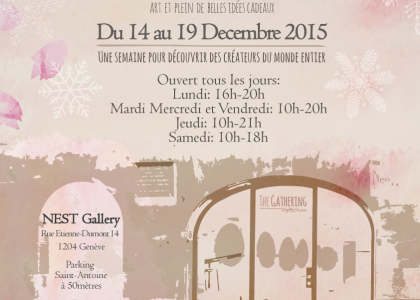 ART ET PLEIN DE BELLES IDÉES CADEAUX
Du 14 au 19 Decembre 2015
UNE SEMAINE POUR DÉCOUVRIR DES CRÉATEURS DU MONDE ENTIER
Ouvert tous les jours:
Lundi: 16h-20h
Mardi Mercredi et Vendredi: 10h-20h
Jeudi: 10h-21h
Samedi: 10h-18h
THE GATHERING
NEST Gallery
Rue Etienne-Dumont 14
1204 Genève
Parking
Saint-Antoine
à 50mètres